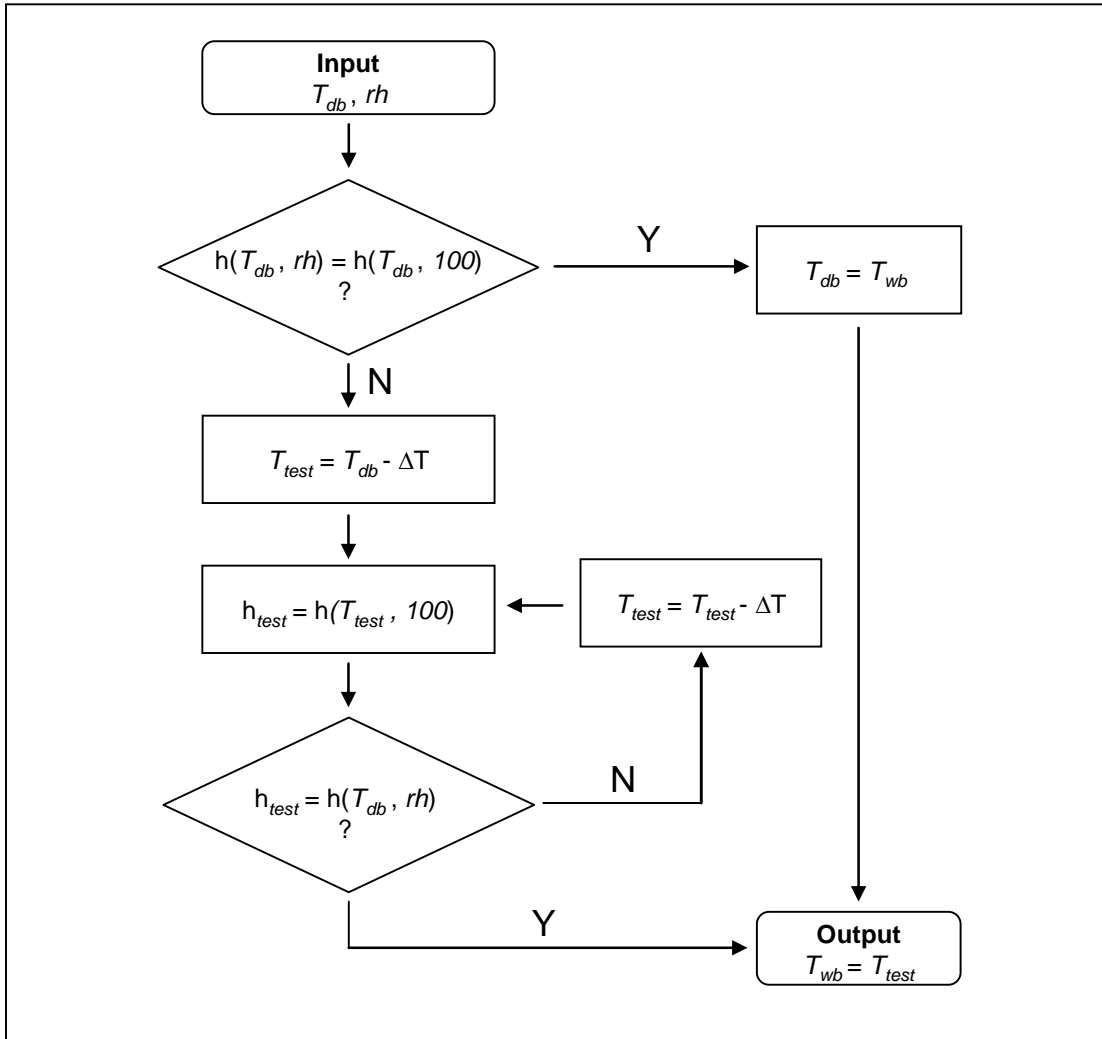 Input
T_db , rh
h(T_db , rh) = h(T_db , 100)
?
Y
T_db = T_wb
N
T_test = T_db - ΔT
h_test = h(T_test , 100)
T_test = T_test - ΔT
h_test = h(T_db , rh)
?
N
Y
Output
T_wb = T_test